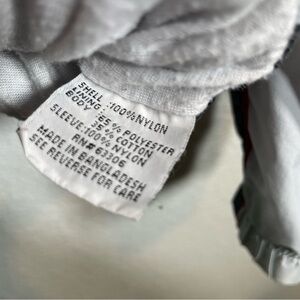 SHELL :100%NYLON
LINING:
BODY :65% POLYESTER
35% COTTON
SLEEVE:100% NYLON
RN# 63306
MADE IN BANGLADESH
SEE REVERSE FOR CARE